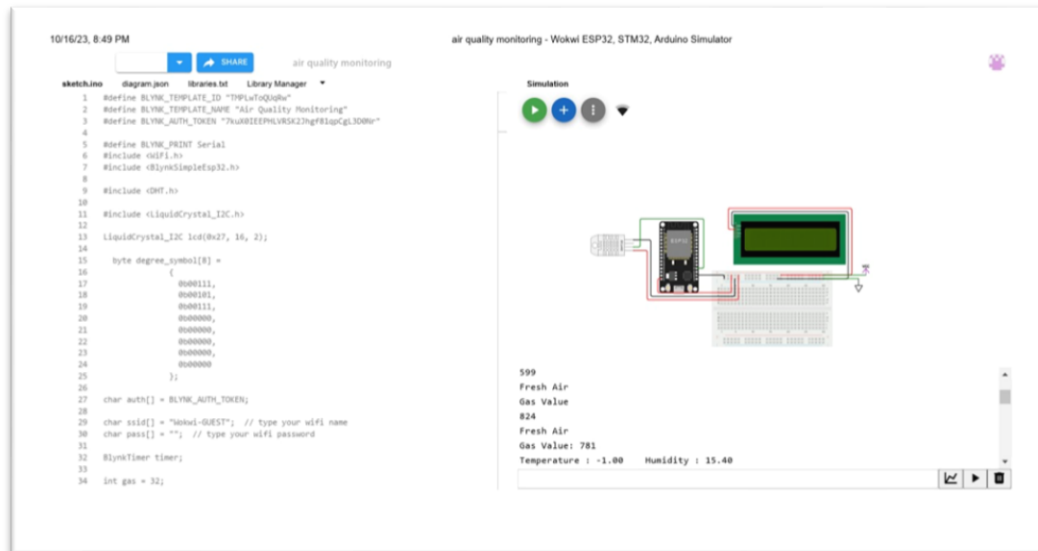 10/16/23, 8:49 PM
air quality monitoring - Wokwi ESP32, STM32, Arduino Simulator
SHARE
air quality monitoring
sketch.ino diagram.json libraries.txt Library Manager
1 #define BLYNK_TEMPLATE_ID "TMPLwToQUqRw"
2 #define BLYNK_TEMPLATE_NAME "Air Quality Monitoring"
3 #define BLYNK_AUTH_TOKEN
4
5 #define BLYNK_PRINT Serial
6 #include <WiFi.h>
7 #include <BlynkSimpleEsp32.h>
8
9 #include <DHT.h>
10
11 #include <LiquidCrystal_I2C.h>
12
13 LiquidCrystal_I2C lcd(0x27, 16, 2);
14
15 byte degree_symbol[8] =
16 {
17 0b00111,
18 0b00101,
19 0b00111,
20 0b00000,
21 0b00000,
22 0b00000,
23 0b00000,
24 0b00000
25 };
26
27 char auth[] = BLYNK_AUTH_TOKEN;
28
29 char ssid[] = "Wokwi-GUEST"; // type your wifi name
30 char pass[] = ""; // type your wifi password
31
32 BlynkTimer timer;
33
34 int gas = 32;
Simulation
ESP32
599
Fresh Air
Gas Value
824
Fresh Air
Gas Value: 781
Temperature : -1.00 Humidity : 15.40